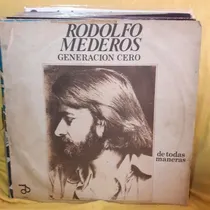 RODOLFO
MEDEROS
GENERACION CERO
de todas
maneras